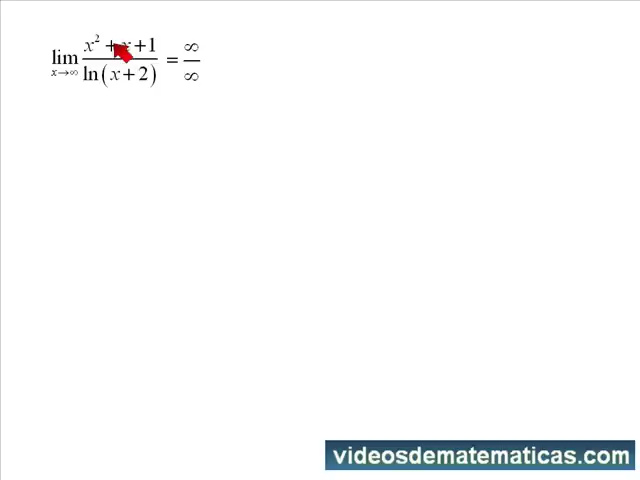 lim x→∞ (x² + x + 1) / (ln(x + 2)) = ∞ / ∞
videosdematematicas.com